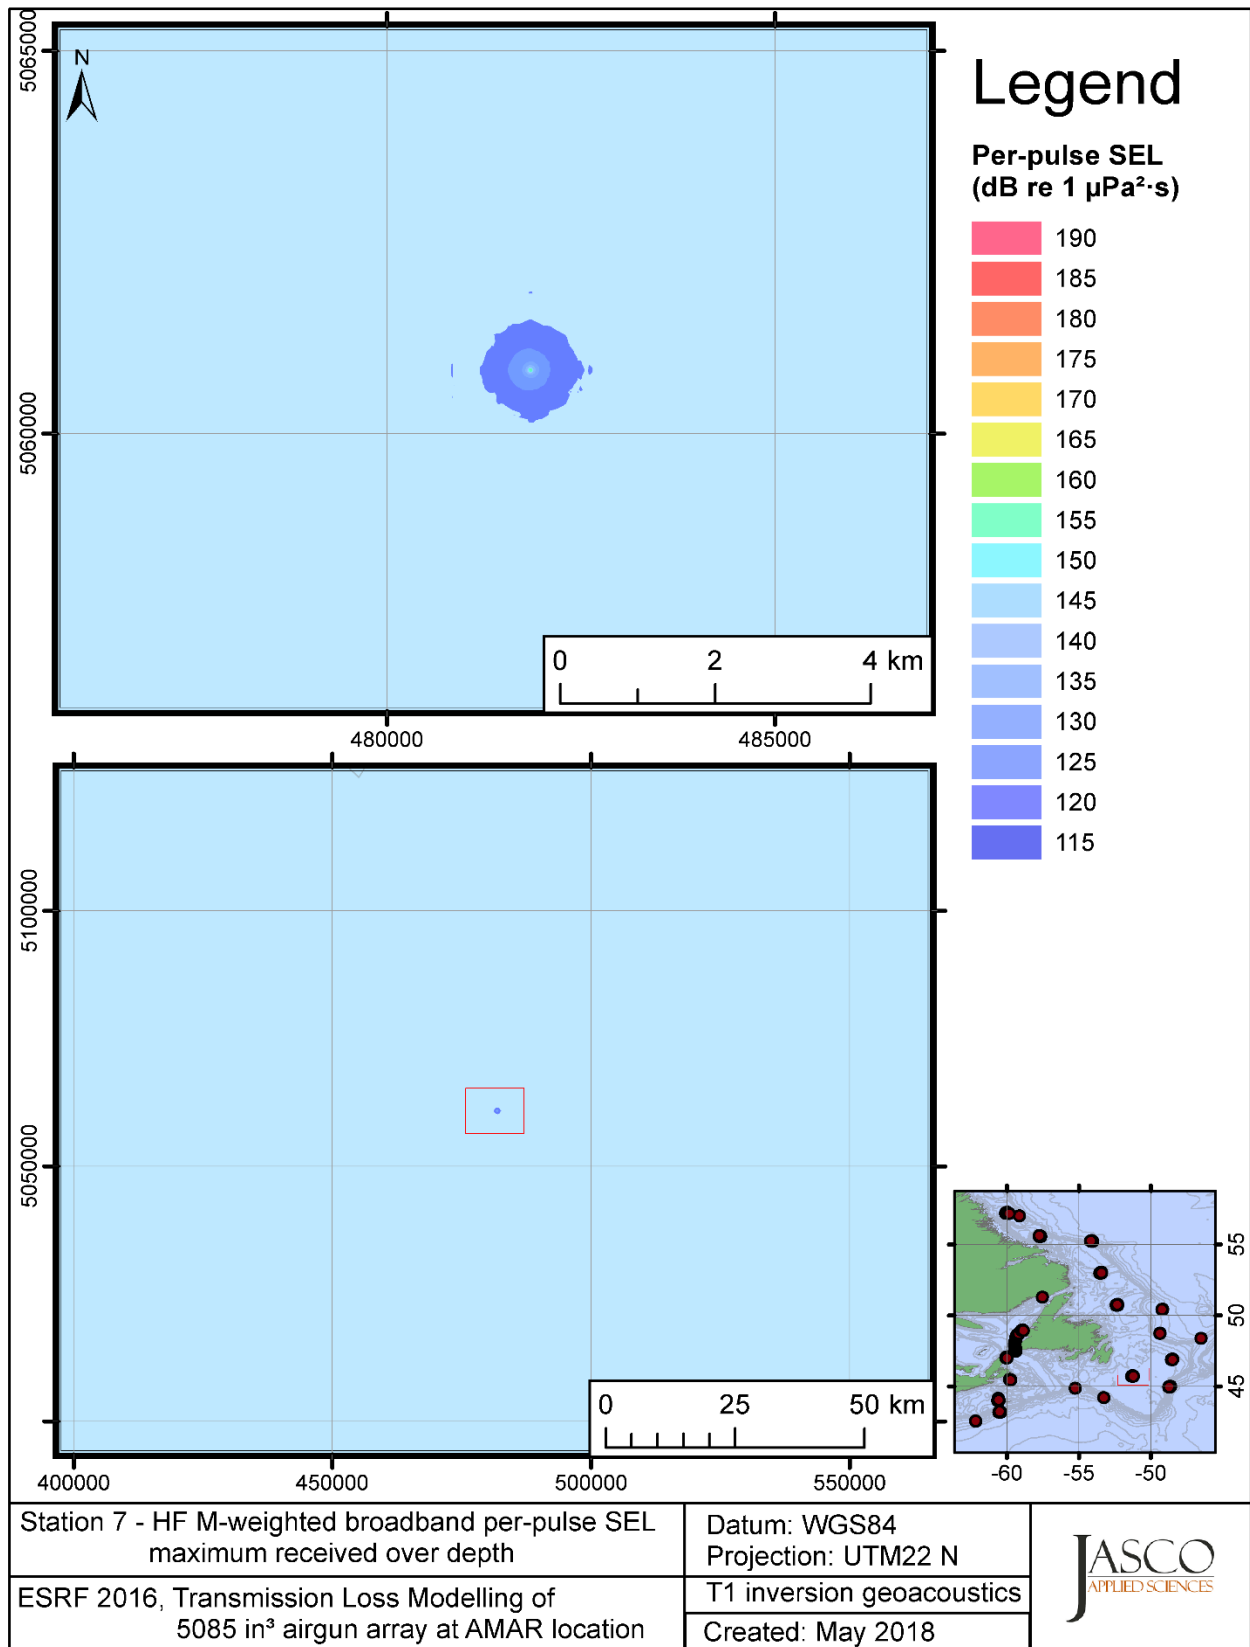 N
5065000
5060000
0 2 4 km
480000 485000
Legend
Per-pulse SEL
(dB re 1 µPa²·s)
190
185
180
175
170
165
160
155
150
145
140
135
130
125
120
115
5100000
5050000
0 25 50 km
400000 450000 500000 550000
55
50
45
-60 -55 -50
Station 7 - HF M-weighted broadband per-pulse SEL
maximum received over depth
ESRF 2016, Transmission Loss Modelling of
5085 in³ airgun array at AMAR location
Datum: WGS84
Projection: UTM22 N
T1 inversion geoacoustics
Created: May 2018
JASCO
APPLIED SCIENCES